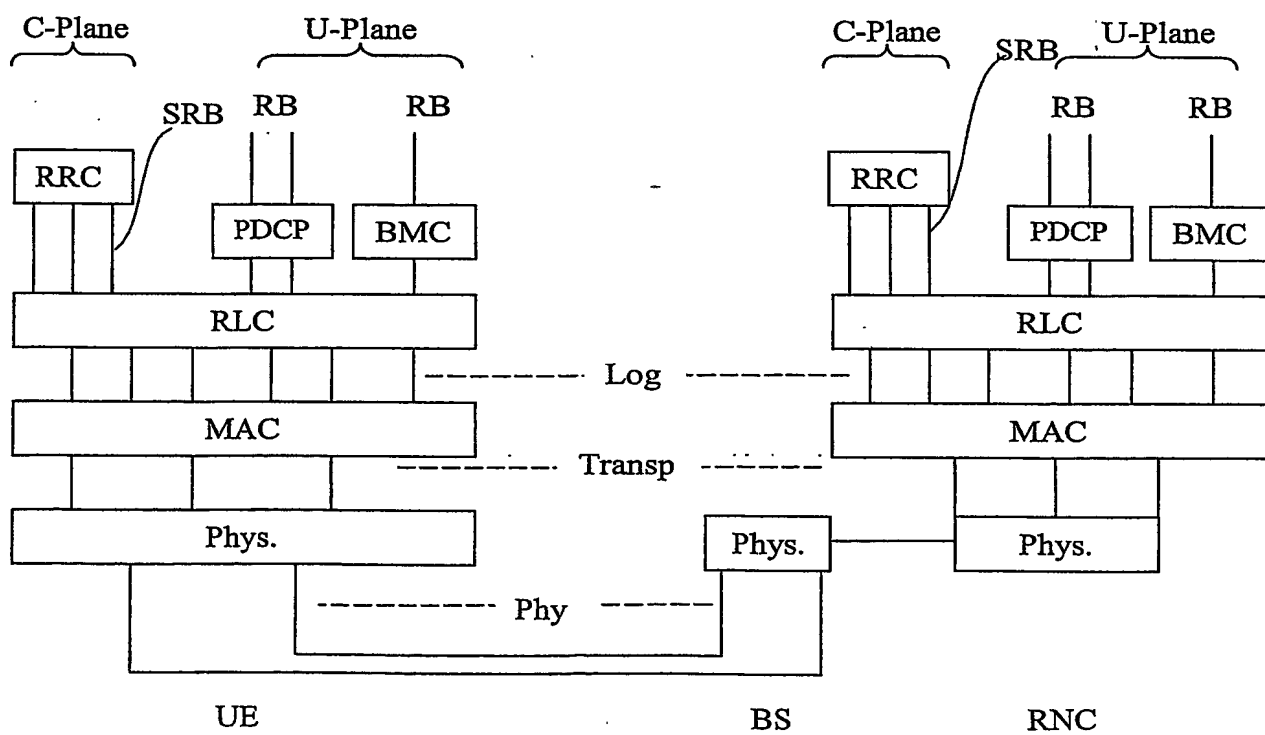 C-Plane U-Plane C-Plane U-Plane
SRB
SRB RB RB RB RB
RRC RRC
PDCP BMC PDCP BMC
RLC RLC
Log
MAC MAC
Transp
Phys. Phys. Phys.
Phy
UE BS RNC